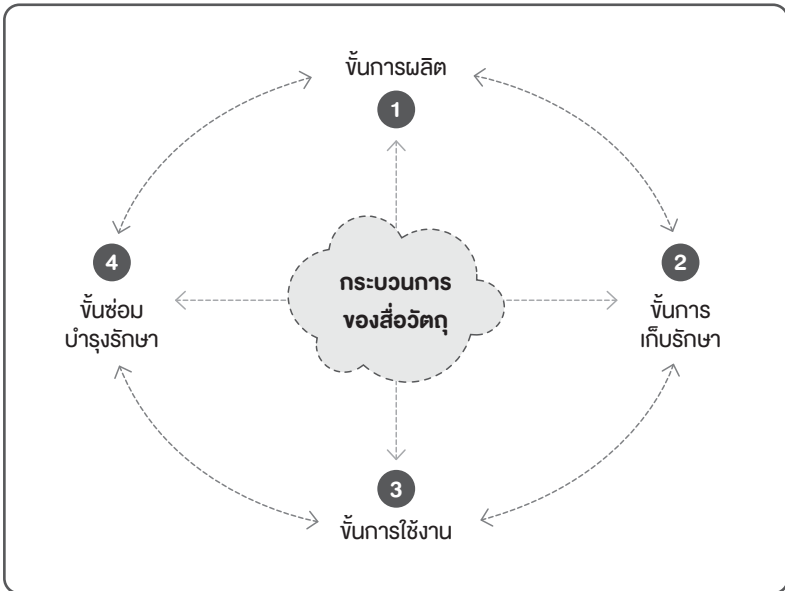 ขั้นการผลิต
1
4
ขั้นซ่อม
บำรุงรักษา
กระบวนการ
ของสื่อวัตถุ
2
ขั้นการ
เก็บรักษา
3
ขั้นการใช้งาน